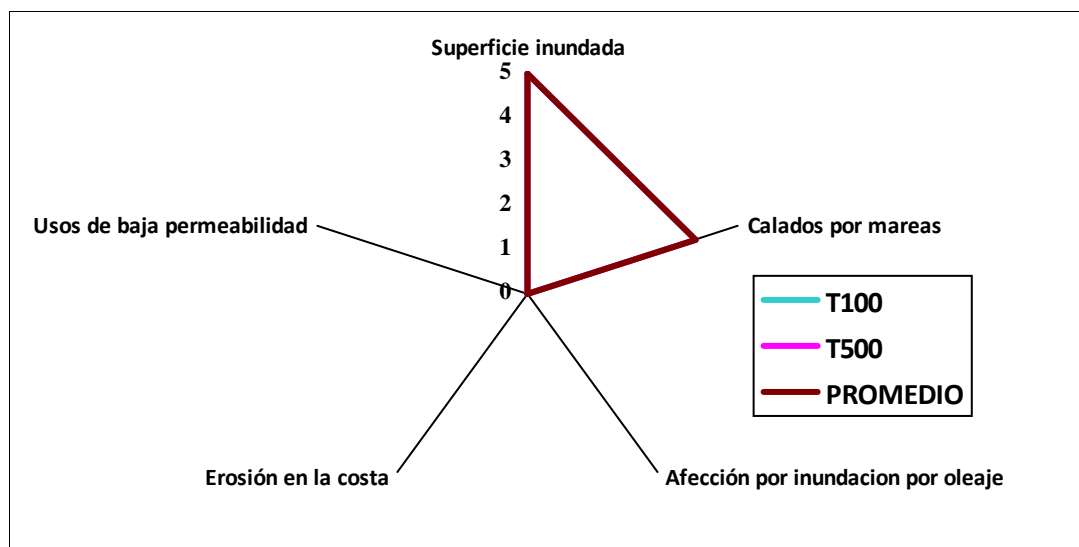 Superficie inundada
5
4
3
2
1
0
Usos de baja permeabilidad
Calados por mareas
T100
T500
PROMEDIO
Erosión en la costa
Afección por inundacion por oleaje